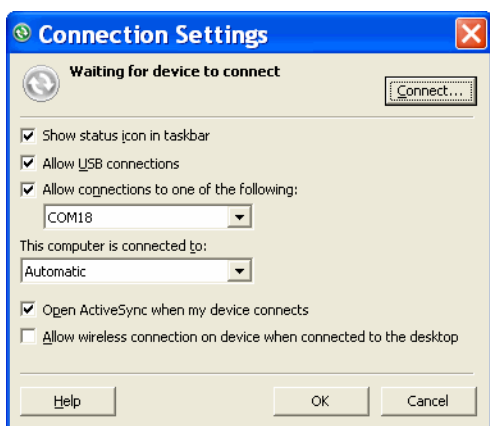 Connection Settings
Waiting for device to connect
Connect...
Show status icon in taskbar
Allow USB connections
Allow connections to one of the following:
COM18
This computer is connected to:
Automatic
Open ActiveSync when my device connects
Allow wireless connection on device when connected to the desktop
Help OK Cancel